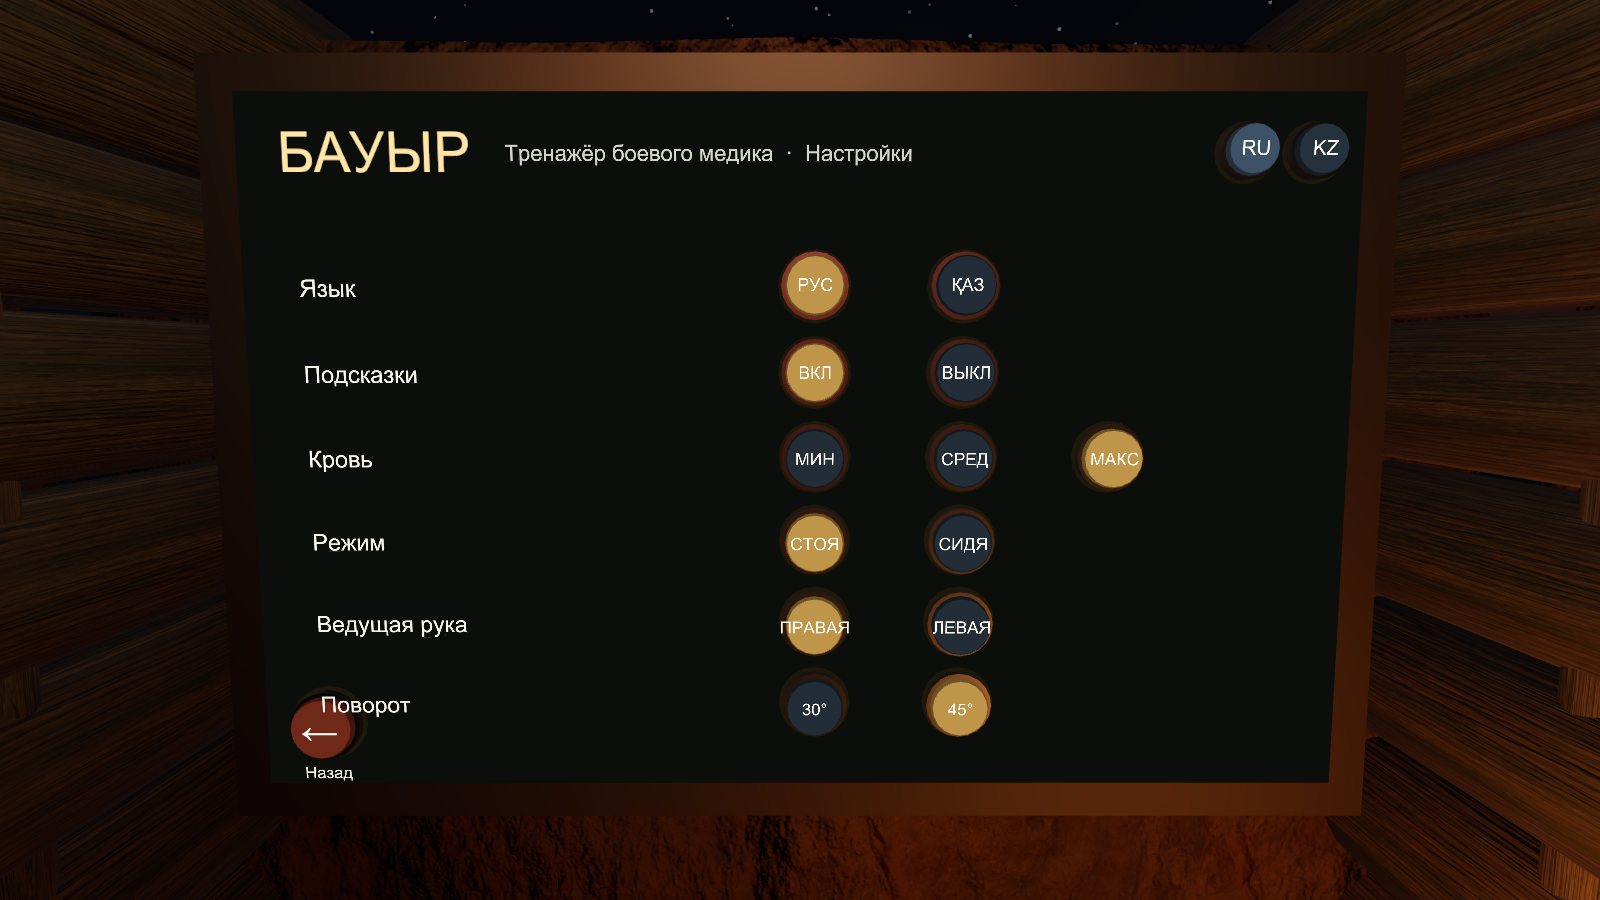 БАУЫР
Тренажёр боевого медика · Настройки
RU KZ
Язык РУС ҚАЗ
Подсказки ВКЛ ВЫКЛ
Кровь МИН СРЕД МАКС
Режим СТОЯ СИДЯ
Ведущая рука ПРАВАЯ ЛЕВАЯ
Поворот 30° 45°
←
Назад